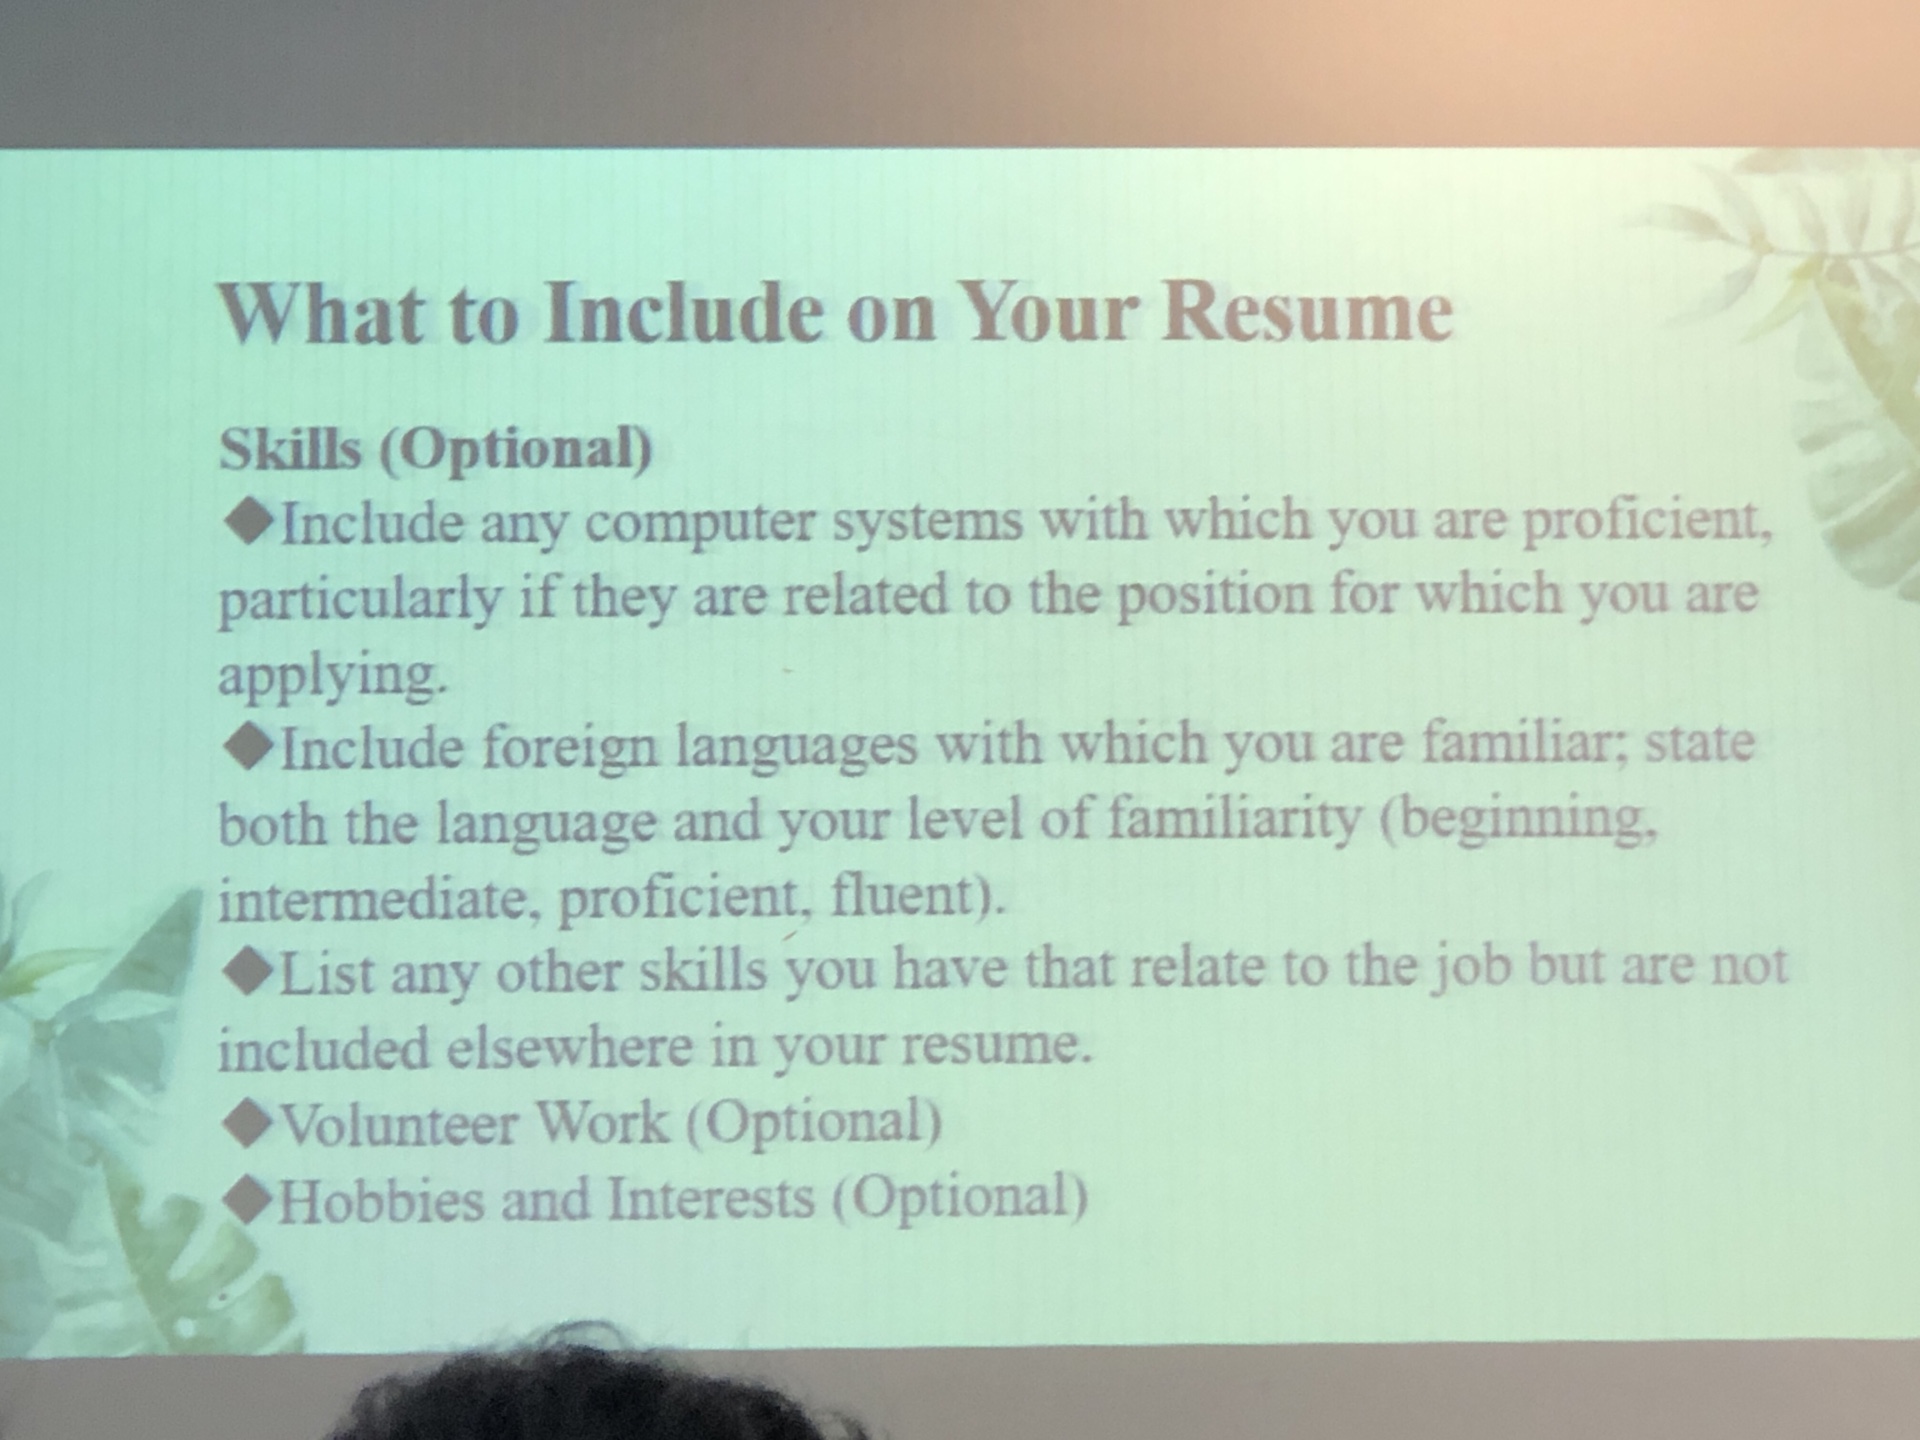 What to Include on Your Resume
Skills (Optional)
◆Include any computer systems with which you are proficient,
particularly if they are related to the position for which you are
applying.
◆Include foreign languages with which you are familiar; state
both the language and your level of familiarity (beginning,
intermediate, proficient, fluent).
◆List any other skills you have that relate to the job but are not
included elsewhere in your resume.
◆Volunteer Work (Optional)
◆Hobbies and Interests (Optional)